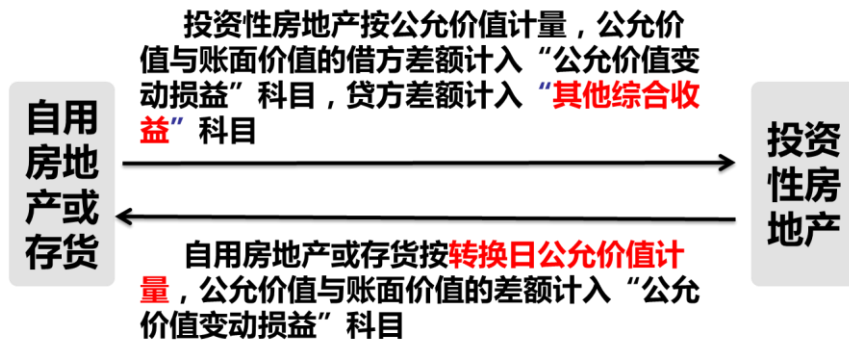 投资性房地产按公允价值计量，公允价
值与账面价值的借方差额计入“公允价值变
动损益”科目，贷方差额计入“其他综合收
益”科目
自用
房地
产或
存货
投资
性房
地产
自用房地产或存货按转换日公允价值计
量，公允价值与账面价值的差额计入“公允
价值变动损益”科目